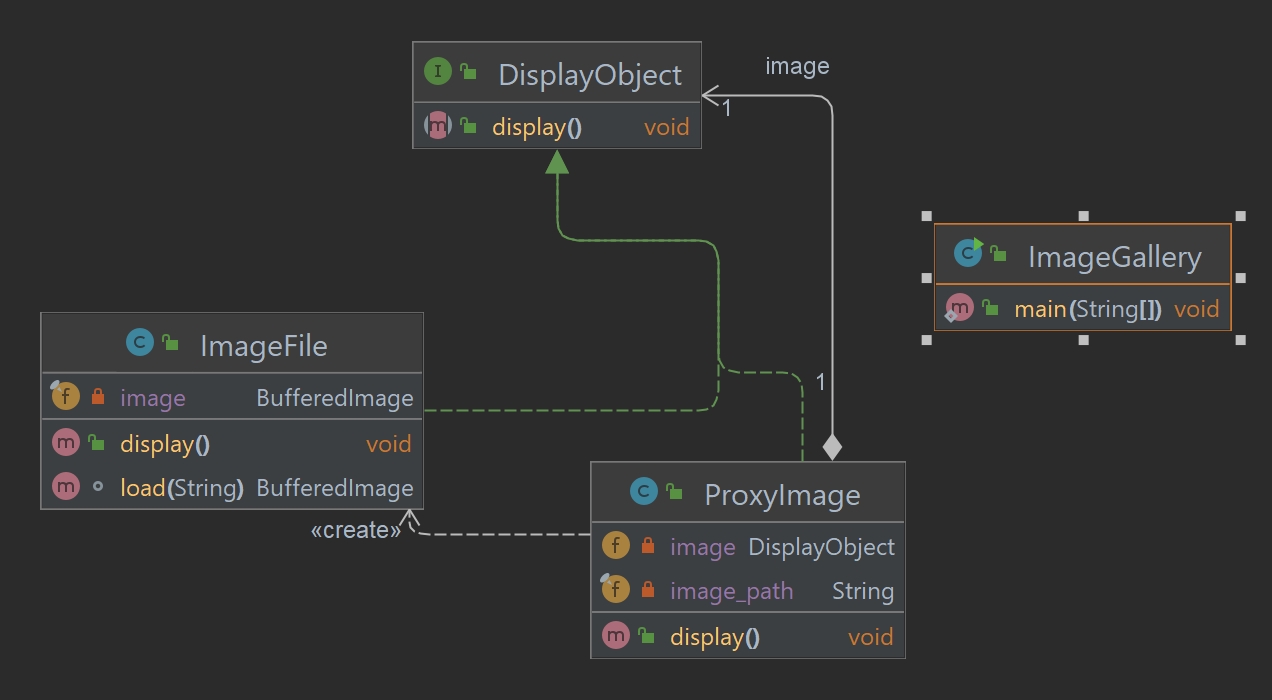 I DisplayObject
m display() void
image
1
C ImageGallery
m main(String[]) void
C ImageFile
f image BufferedImage
m display() void
m load(String) BufferedImage
«create»
1
C ProxyImage
f image DisplayObject
f image_path String
m display() void